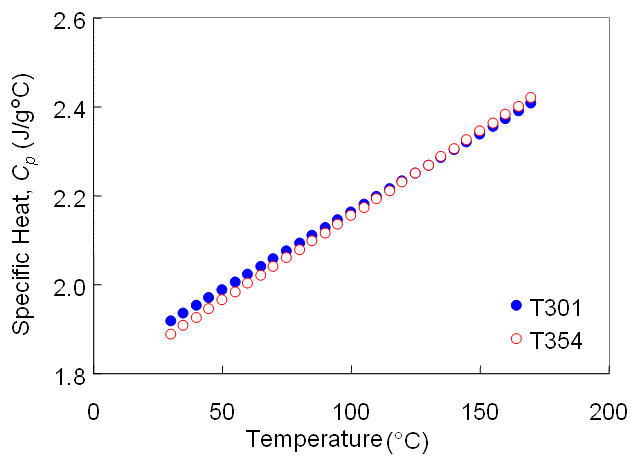 2.6
2.4
2.2
2.0
1.8
Specific Heat, Cp (J/g°C)
T301
T354
0 50 100 150 200
Temperature (°C)